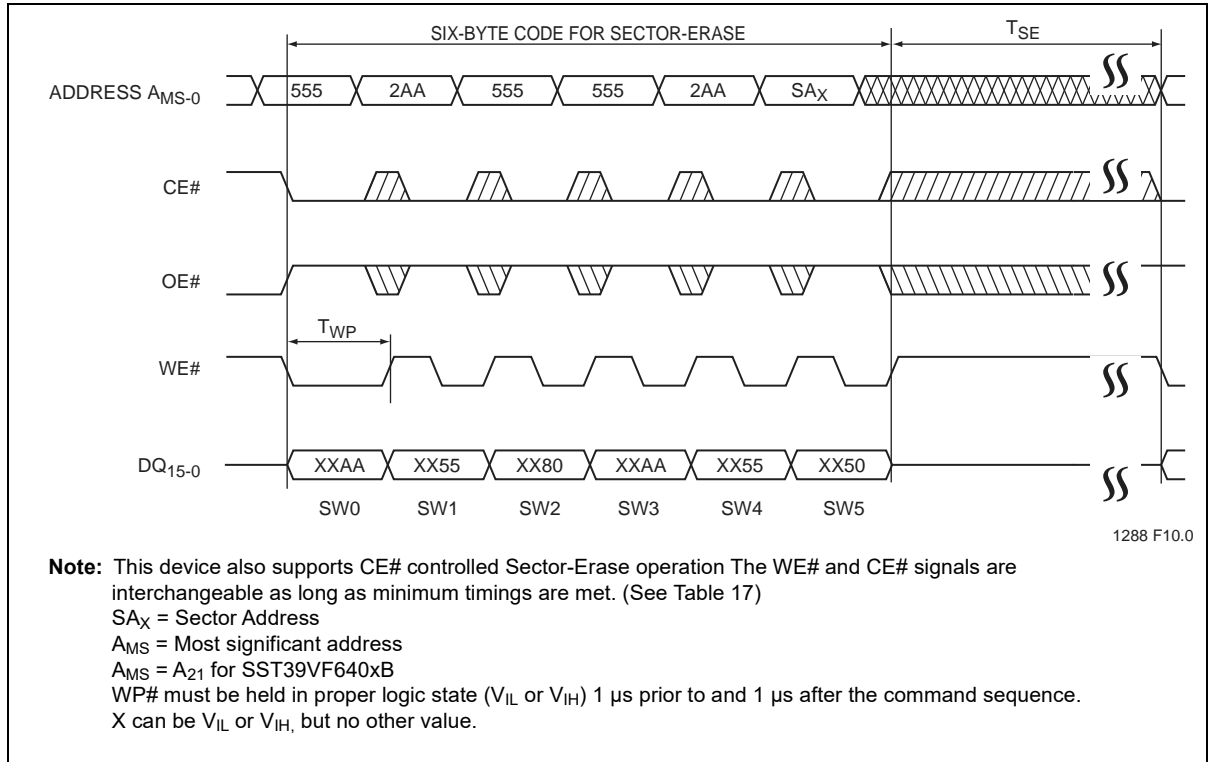 SIX-BYTE CODE FOR SECTOR-ERASE TSE
ADDRESS AMS-0 555 2AA 555 555 2AA SAX
CE#
OE#
TWP
WE#
DQ15-0 XXAA XX55 XX80 XXAA XX55 XX50
SW0 SW1 SW2 SW3 SW4 SW5
1288 F10.0
Note: This device also supports CE# controlled Sector-Erase operation The WE# and CE# signals are
interchangeable as long as minimum timings are met. (See Table 17)
SAX = Sector Address
AMS = Most significant address
AMS = A21 for SST39VF640xB
WP# must be held in proper logic state (VIL or VIH) 1 µs prior to and 1 µs after the command sequence.
X can be VIL or VIH, but no other value.